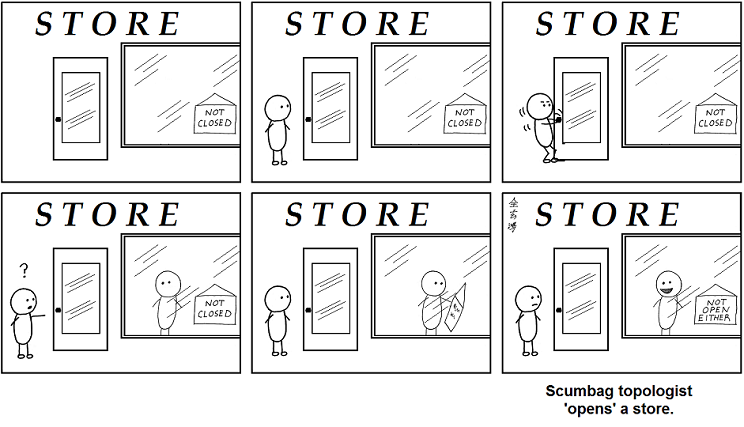 STORE
NOT
CLOSED
STORE
NOT
CLOSED
STORE
NOT
CLOSED
STORE
?
NOT
CLOSED
STORE
STORE
NOT
OPEN
EITHER
Scumbag topologist
'opens' a store.